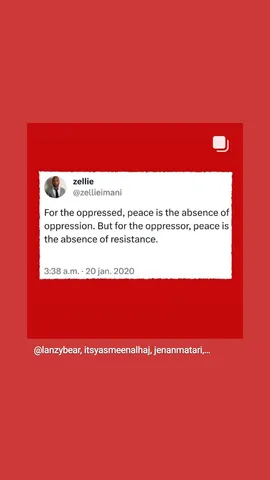 zellie
@zellieimani
For the oppressed, peace is the absence of
oppression. But for the oppressor, peace is
the absence of resistance.
3:38 a.m. · 20 jan. 2020
@lanzybear, itsyasmeenalhaj, jenanmatari,...